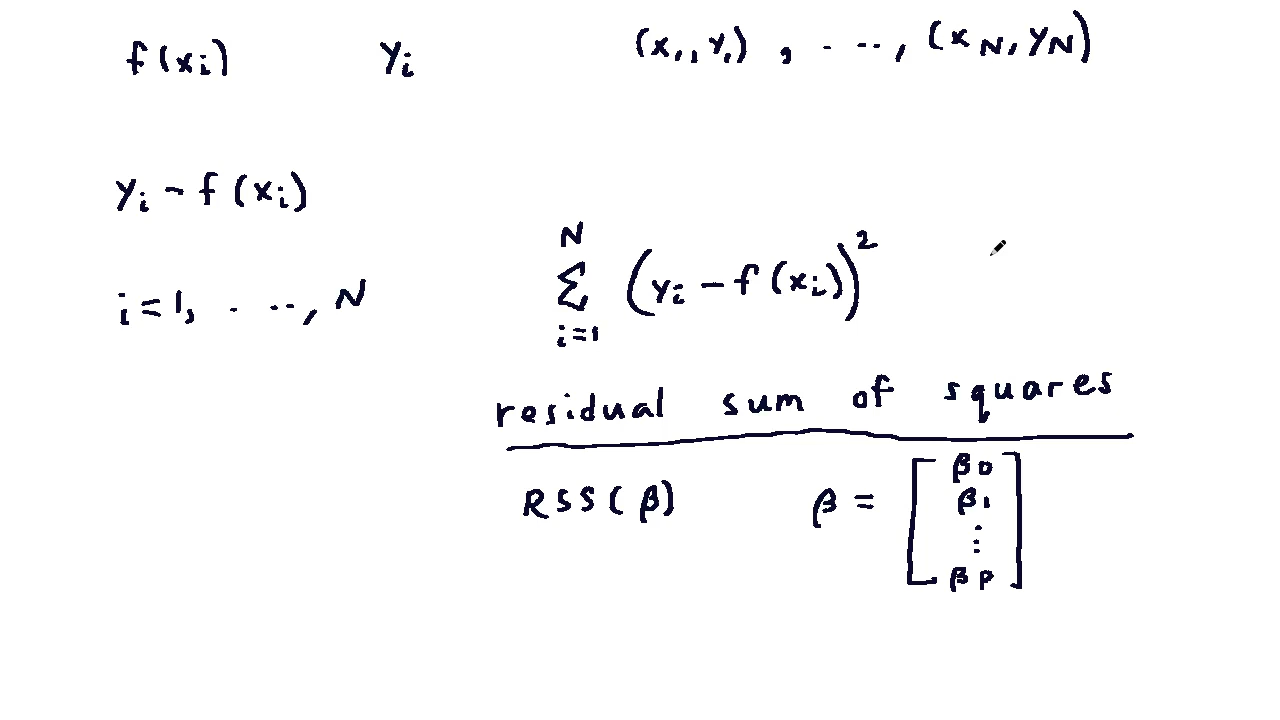 f(xᵢ) yᵢ (x₁, y₁), . . ., (x_N, y_N)
yᵢ - f(xᵢ)
i=1, . . ., N
∑_{i=1}^{N} (yᵢ - f(xᵢ))²
residual sum of squares
RSS(β) β = [β0 β1 ⋮ βp]